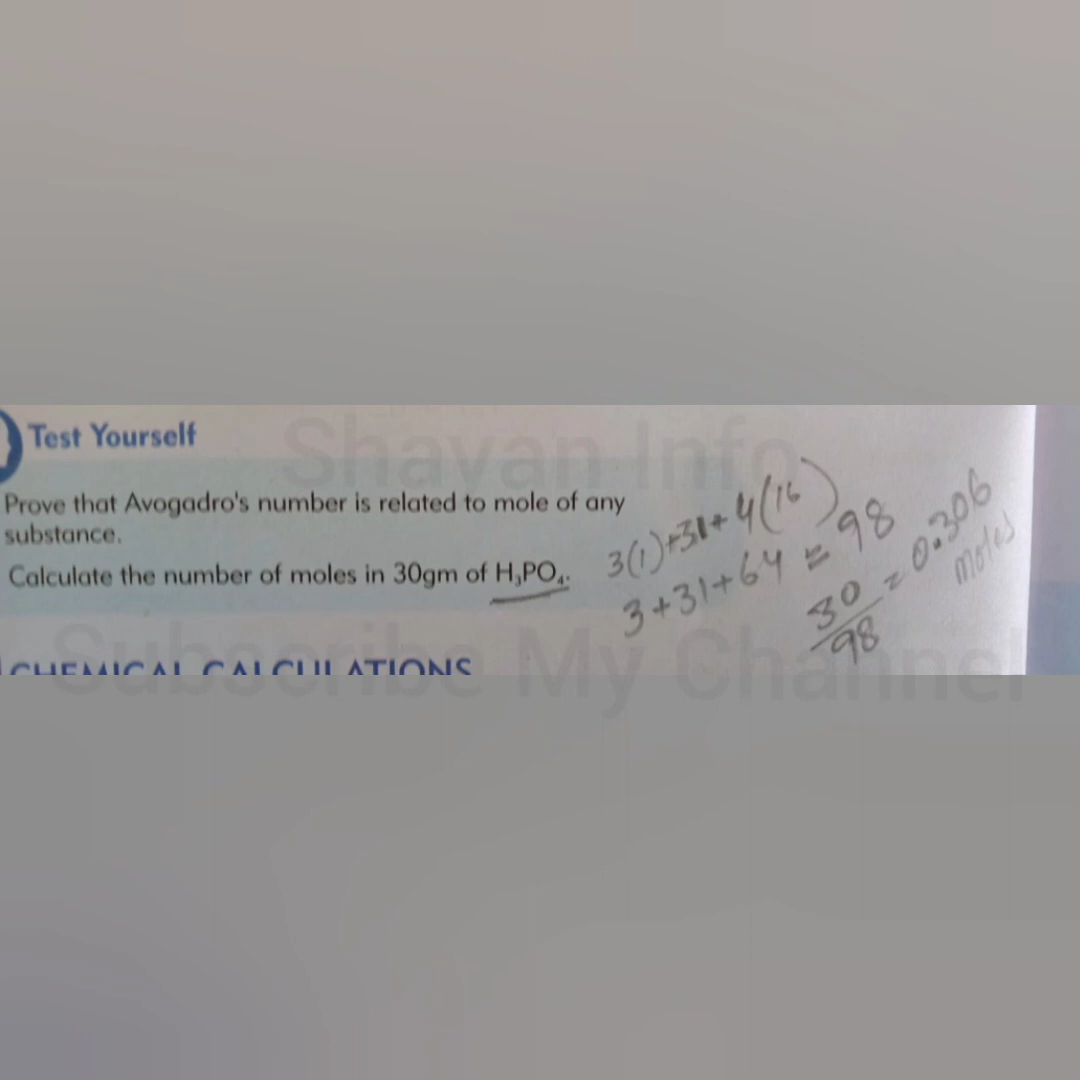 Shayan Info
Test Yourself
Prove that Avogadro's number is related to mole of any
substance.
Calculate the number of moles in 30gm of H₃PO₄.
3(1)+31+4(16)
3+31+64=98
30/98=0.306
moles
CHEMICAL CALCULATIONS
Subscribe My Channel